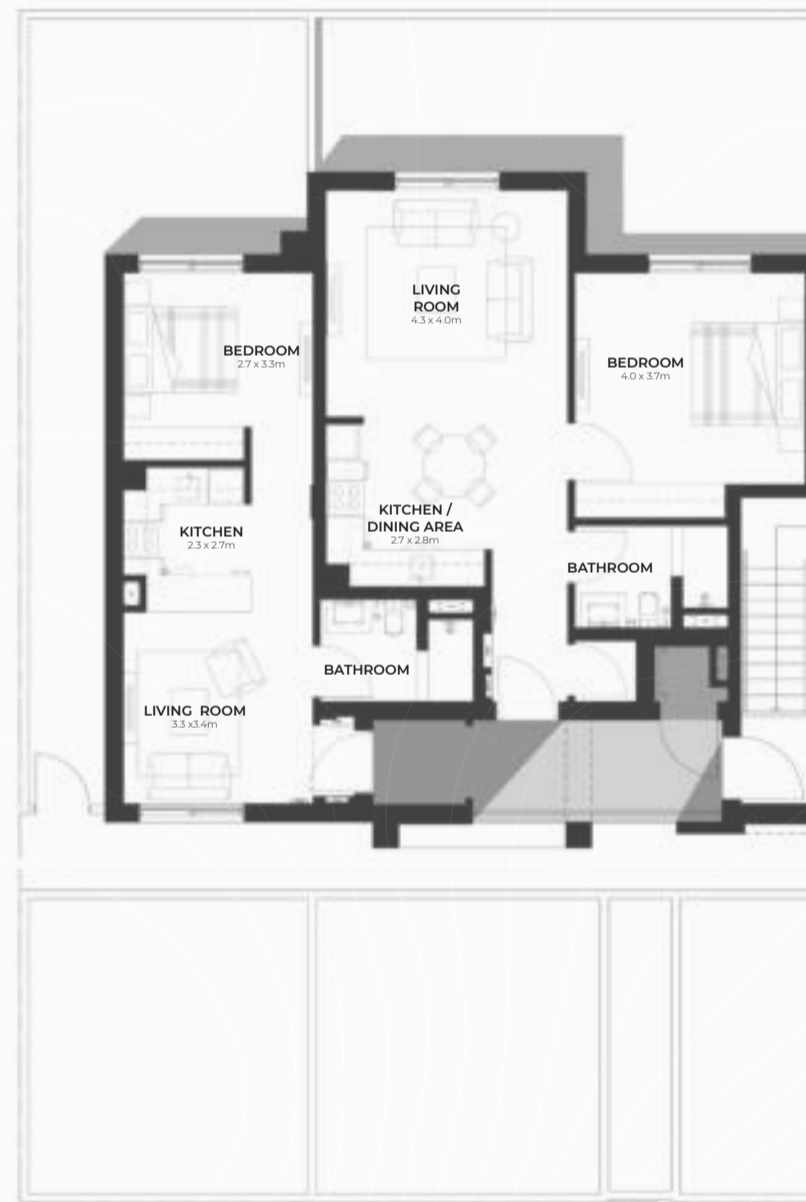 LIVING
ROOM
4.3 x 4.0m
BEDROOM
2.7 x 3.3m
BEDROOM
4.0 x 3.7m
KITCHEN /
DINING AREA
2.7 x 2.8m
KITCHEN
2.3 x 2.7m
BATHROOM
BATHROOM
LIVING  ROOM
3.3 x3.4m